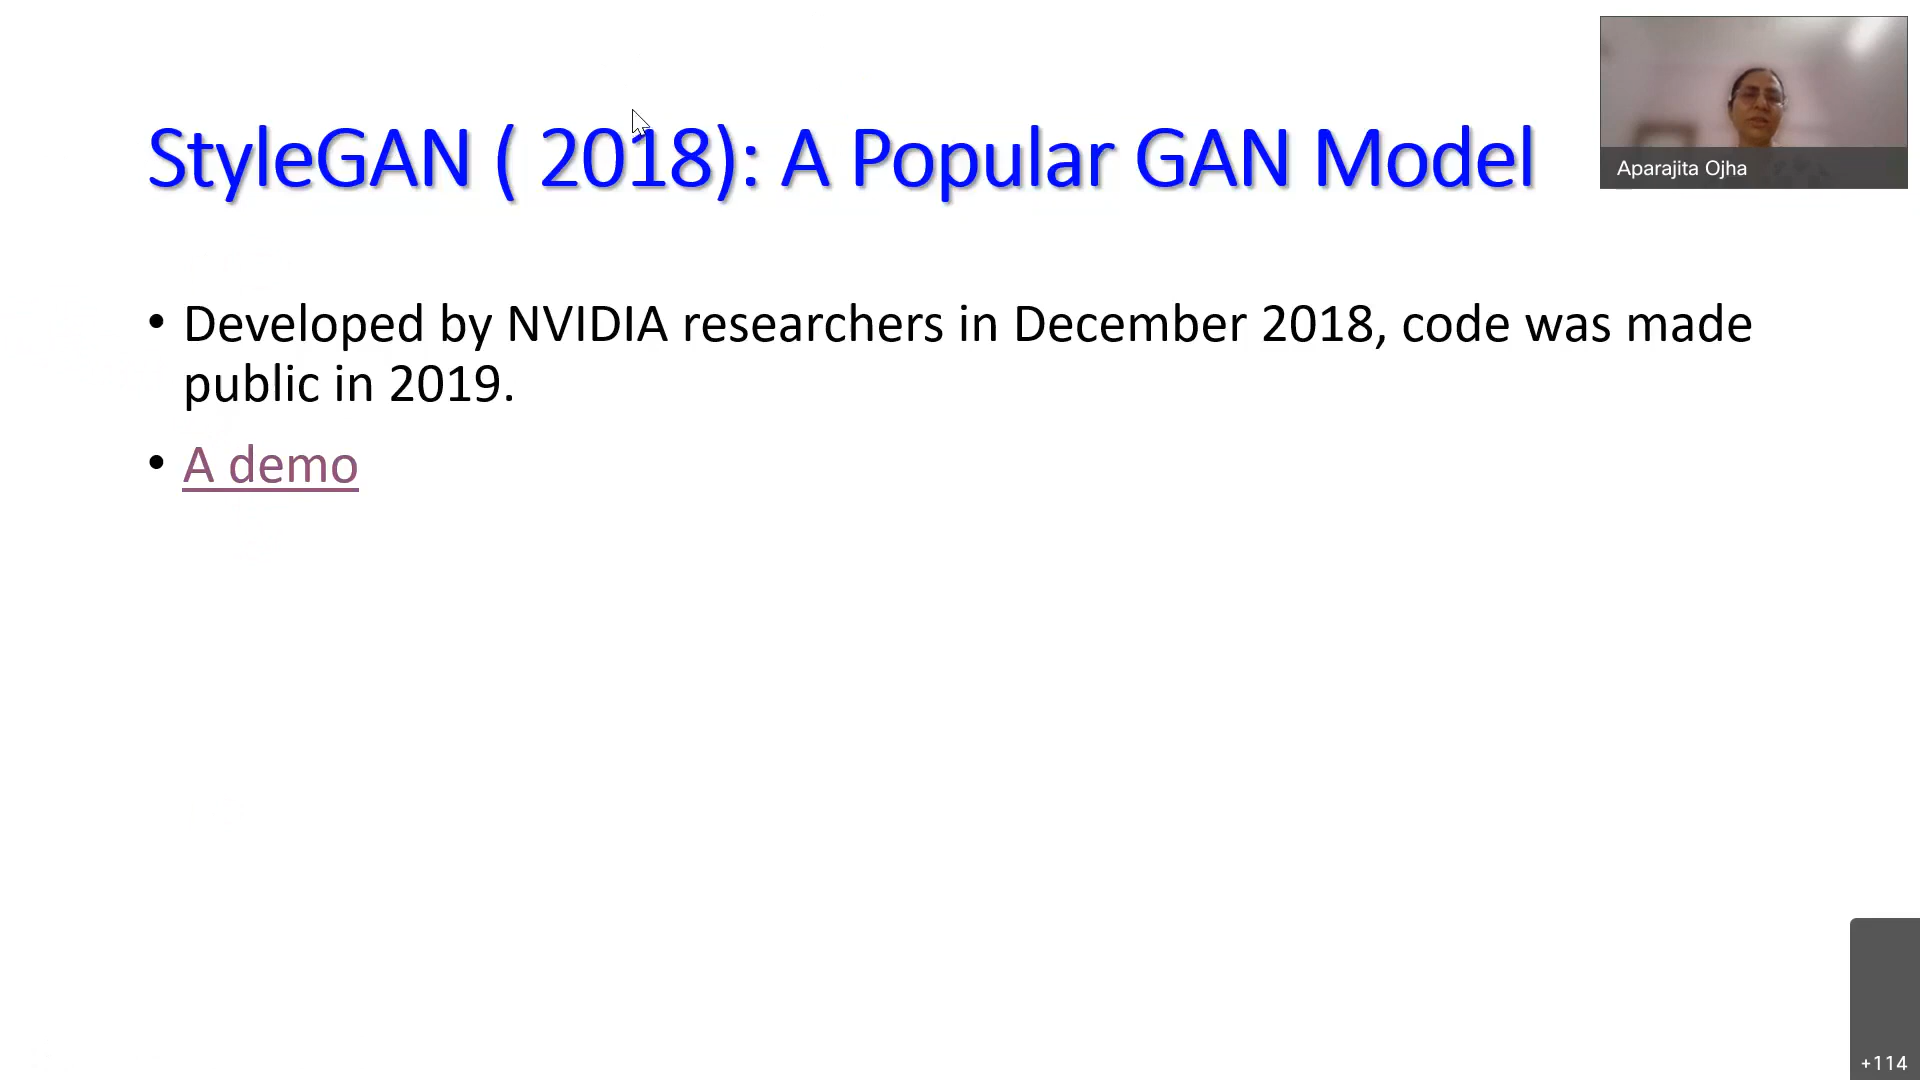 StyleGAN ( 2018): A Popular GAN Model
Aparajita Ojha
• Developed by NVIDIA researchers in December 2018, code was made
public in 2019.
• A demo
+114